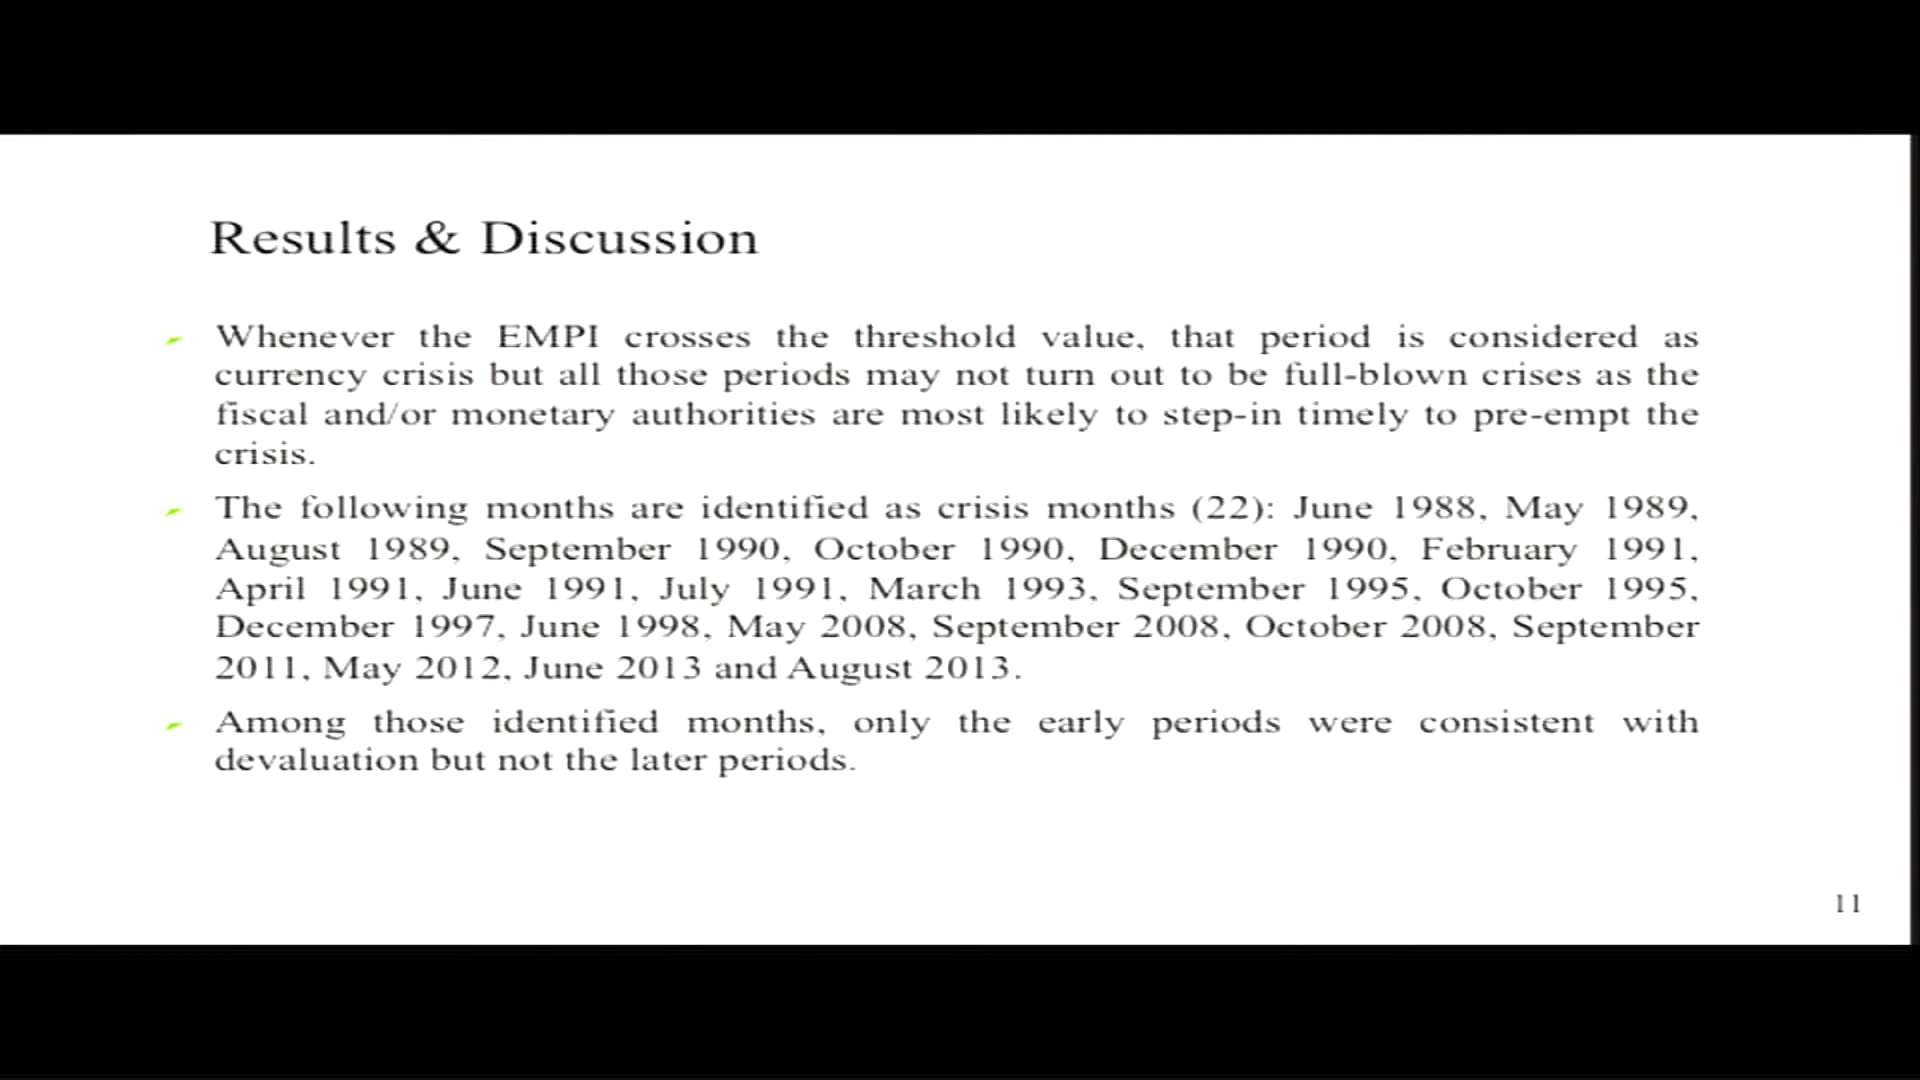 Results & Discussion
Whenever the EMPI crosses the threshold value, that period is considered as
currency crisis but all those periods may not turn out to be full-blown crises as the
fiscal and/or monetary authorities are most likely to step-in timely to pre-empt the
crisis.
The following months are identified as crisis months (22): June 1988, May 1989,
August 1989, September 1990, October 1990, December 1990, February 1991,
April 1991, June 1991, July 1991, March 1993, September 1995, October 1995,
December 1997, June 1998, May 2008, September 2008, October 2008, September
2011, May 2012, June 2013 and August 2013.
Among those identified months, only the early periods were consistent with
devaluation but not the later periods.
11